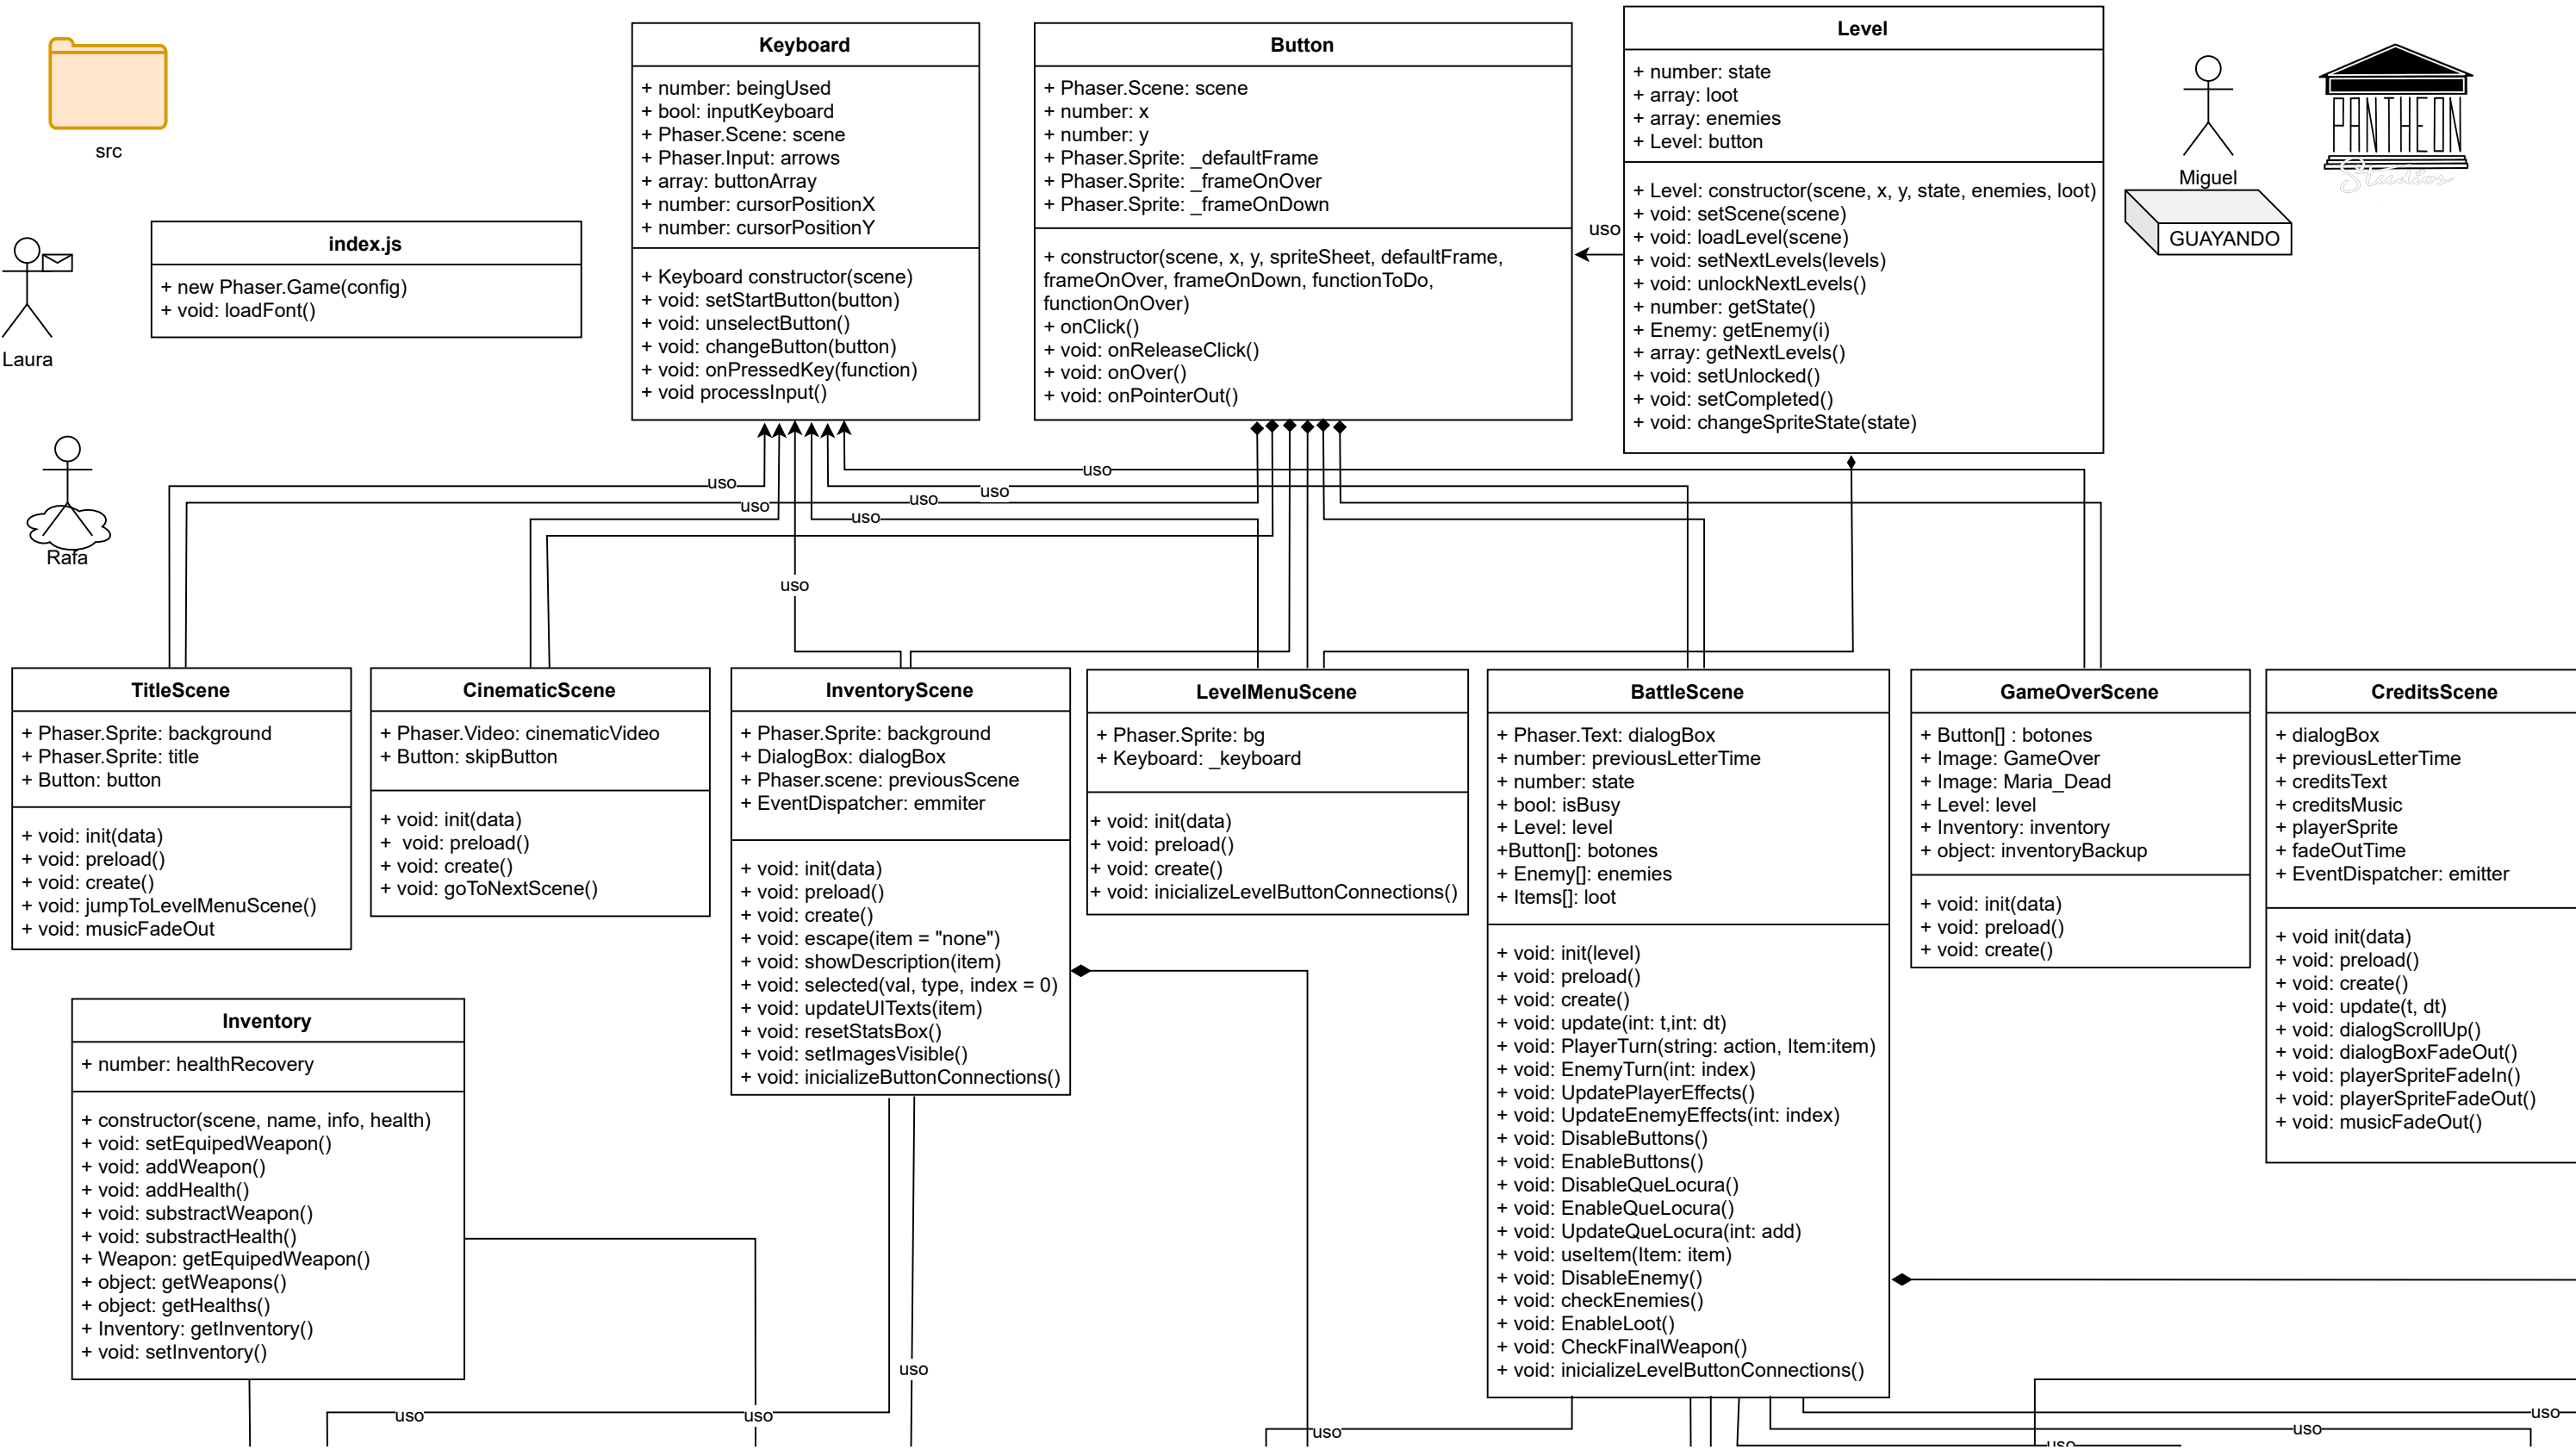 src
Laura
Rafa
index.js
+ new Phaser.Game(config)
+ void: loadFont()
Keyboard
+ number: beingUsed
+ bool: inputKeyboard
+ Phaser.Scene: scene
+ Phaser.Input: arrows
+ array: buttonArray
+ number: cursorPositionX
+ number: cursorPositionY
+ Keyboard constructor(scene)
+ void: setStartButton(button)
+ void: unselectButton()
+ void: changeButton(button)
+ void: onPressedKey(function)
+ void processInput()
Button
+ Phaser.Scene: scene
+ number: x
+ number: y
+ Phaser.Sprite: _defaultFrame
+ Phaser.Sprite: _frameOnOver
+ Phaser.Sprite: _frameOnDown
+ constructor(scene, x, y, spriteSheet, defaultFrame,
frameOnOver, frameOnDown, functionToDo,
functionOnOver)
+ onClick()
+ void: onReleaseClick()
+ void: onOver()
+ void: onPointerOut()
uso
Level
+ number: state
+ array: loot
+ array: enemies
+ Level: button
+ Level: constructor(scene, x, y, state, enemies, loot)
+ void: setScene(scene)
+ void: loadLevel(scene)
+ void: setNextLevels(levels)
+ void: unlockNextLevels()
+ number: getState()
+ Enemy: getEnemy(i)
+ array: getNextLevels()
+ void: setUnlocked()
+ void: setCompleted()
+ void: changeSpriteState(state)
Miguel
GUAYANDO
PANTHEON
Studios
uso
uso
uso
uso
uso
uso
uso
TitleScene
+ Phaser.Sprite: background
+ Phaser.Sprite: title
+ Button: button
+ void: init(data)
+ void: preload()
+ void: create()
+ void: jumpToLevelMenuScene()
+ void: musicFadeOut
CinematicScene
+ Phaser.Video: cinematicVideo
+ Button: skipButton
+ void: init(data)
+ void: preload()
+ void: create()
+ void: goToNextScene()
InventoryScene
+ Phaser.Sprite: background
+ DialogBox: dialogBox
+ Phaser.scene: previousScene
+ EventDispatcher: emmiter
+ void: init(data)
+ void: preload()
+ void: create()
+ void: escape(item = "none")
+ void: showDescription(item)
+ void: selected(val, type, index = 0)
+ void: updateUITexts(item)
+ void: resetStatsBox()
+ void: setImagesVisible()
+ void: inicializeButtonConnections()
LevelMenuScene
+ Phaser.Sprite: bg
+ Keyboard: _keyboard
+ void: init(data)
+ void: preload()
+ void: create()
+ void: inicializeLevelButtonConnections()
BattleScene
+ Phaser.Text: dialogBox
+ number: previousLetterTime
+ number: state
+ bool: isBusy
+ Level: level
+Button[]: botones
+ Enemy[]: enemies
+ Items[]: loot
+ void: init(level)
+ void: preload()
+ void: create()
+ void: update(int: t,int: dt)
+ void: PlayerTurn(string: action, Item:item)
+ void: EnemyTurn(int: index)
+ void: UpdatePlayerEffects()
+ void: UpdateEnemyEffects(int: index)
+ void: DisableButtons()
+ void: EnableButtons()
+ void: DisableQueLocura()
+ void: EnableQueLocura()
+ void: UpdateQueLocura(int: add)
+ void: useItem(Item: item)
+ void: DisableEnemy()
+ void: checkEnemies()
+ void: EnableLoot()
+ void: CheckFinalWeapon()
+ void: inicializeLevelButtonConnections()
GameOverScene
+ Button[] : botones
+ Image: GameOver
+ Image: Maria_Dead
+ Level: level
+ Inventory: inventory
+ object: inventoryBackup
+ void: init(data)
+ void: preload()
+ void: create()
CreditsScene
+ dialogBox
+ previousLetterTime
+ creditsText
+ creditsMusic
+ playerSprite
+ fadeOutTime
+ EventDispatcher: emitter
+ void init(data)
+ void: preload()
+ void: create()
+ void: update(t, dt)
+ void: dialogScrollUp()
+ void: dialogBoxFadeOut()
+ void: playerSpriteFadeIn()
+ void: playerSpriteFadeOut()
+ void: musicFadeOut()
Inventory
+ number: healthRecovery
+ constructor(scene, name, info, health)
+ void: setEquipedWeapon()
+ void: addWeapon()
+ void: addHealth()
+ void: substractWeapon()
+ void: substractHealth()
+ Weapon: getEquipedWeapon()
+ object: getWeapons()
+ object: getHealths()
+ Inventory: getInventory()
+ void: setInventory()
uso
uso
uso
uso
uso
uso
uso